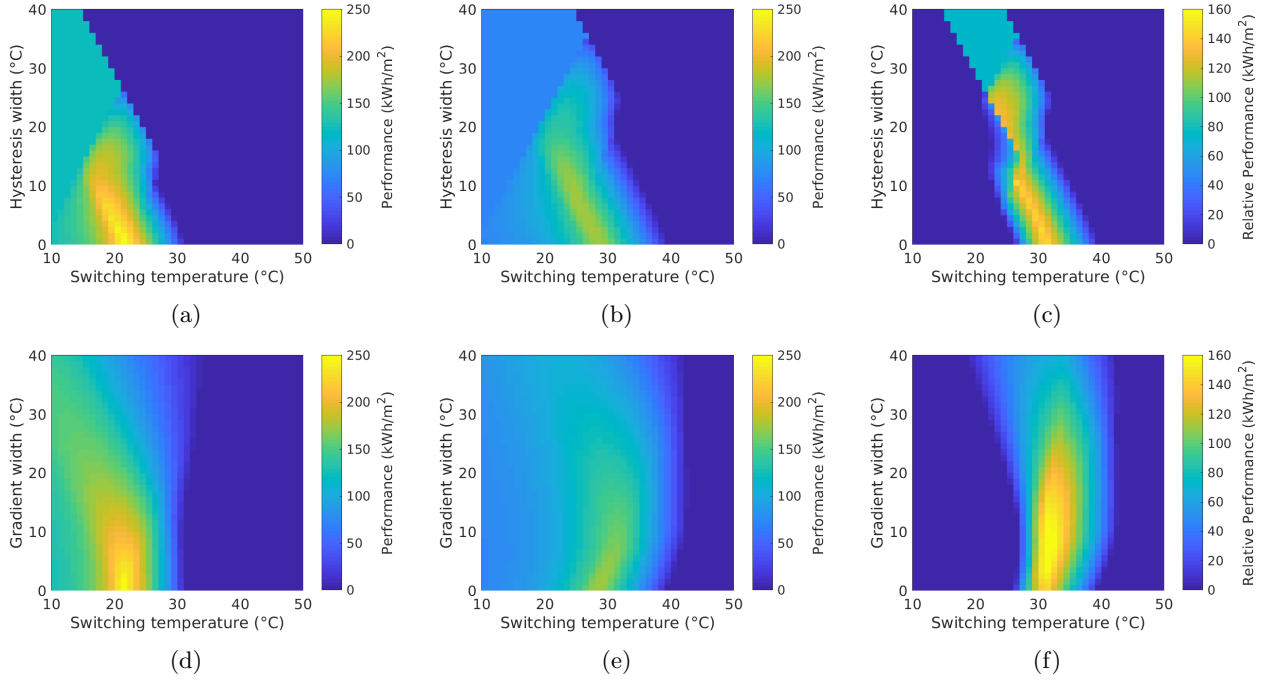 Hysteresis width (°C)
40
30
20
10
0
10 20 30 40 50
Switching temperature (°C)
250
200
150
100
50
0
Performance (kWh/m²)
(a)
Hysteresis width (°C)
40
30
20
10
0
10 20 30 40 50
Switching temperature (°C)
250
200
150
100
50
0
Performance (kWh/m²)
(b)
Hysteresis width (°C)
40
30
20
10
0
10 20 30 40 50
Switching temperature (°C)
160
140
120
100
80
60
40
20
0
Relative Performance (kWh/m²)
(c)
Gradient width (°C)
40
30
20
10
0
10 20 30 40 50
Switching temperature (°C)
250
200
150
100
50
0
Performance (kWh/m²)
(d)
Gradient width (°C)
40
30
20
10
0
10 20 30 40 50
Switching temperature (°C)
250
200
150
100
50
0
Performance (kWh/m²)
(e)
Gradient width (°C)
40
30
20
10
0
10 20 30 40 50
Switching temperature (°C)
160
140
120
100
80
60
40
20
0
Relative Performance (kWh/m²)
(f)